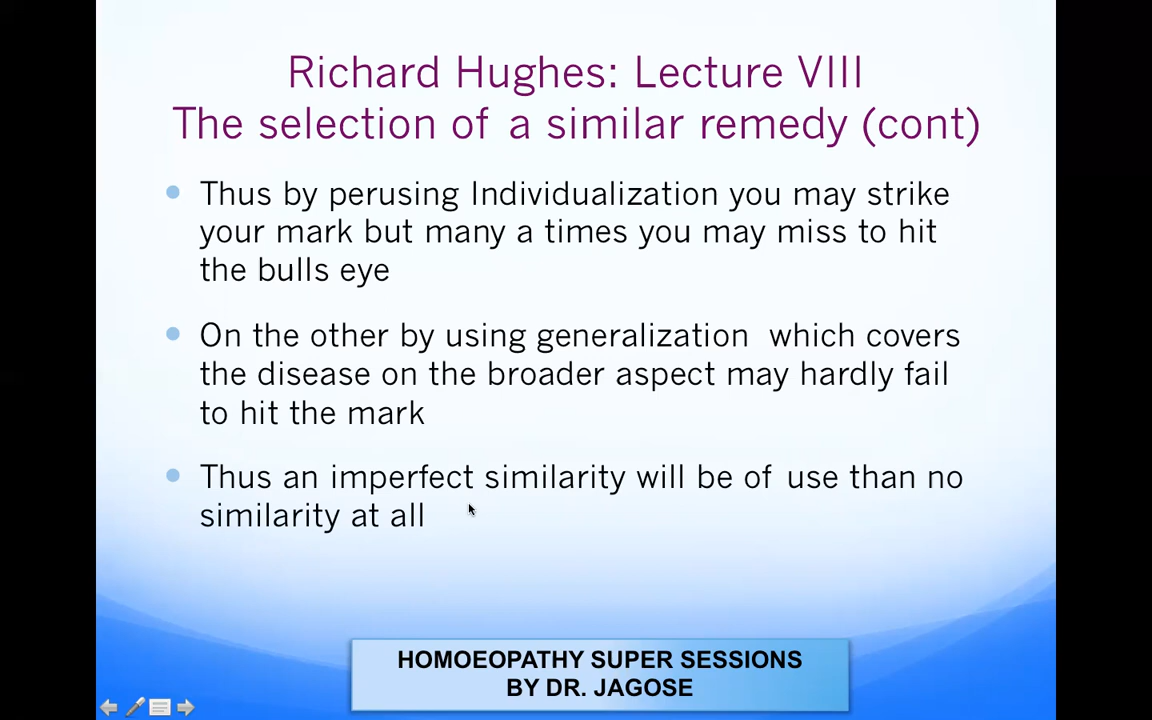 Richard Hughes: Lecture VIII
The selection of a similar remedy (cont)
Thus by perusing Individualization you may strike
your mark but many a times you may miss to hit
the bulls eye
On the other by using generalization which covers
the disease on the broader aspect may hardly fail
to hit the mark
Thus an imperfect similarity will be of use than no
similarity at all
HOMOEOPATHY SUPER SESSIONS
BY DR. JAGOSE